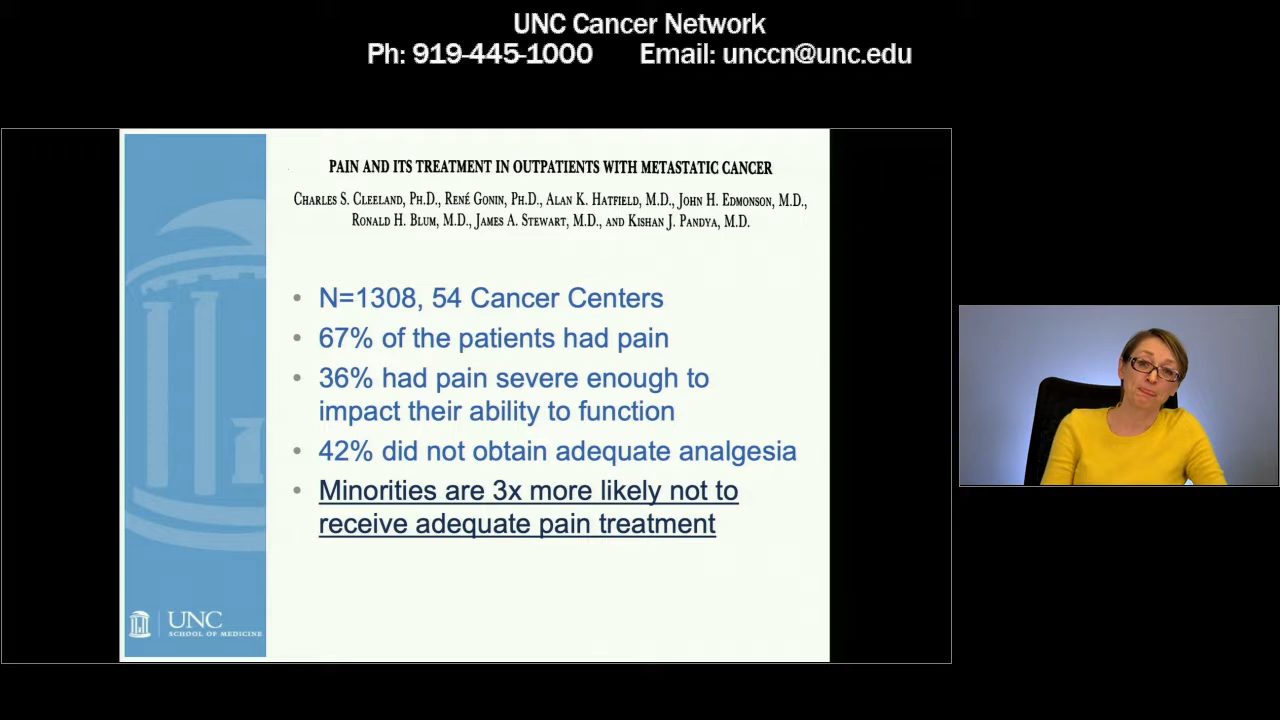 UNC Cancer Network
Ph: 919-445-1000 Email: unccn@unc.edu
PAIN AND ITS TREATMENT IN OUTPATIENTS WITH METASTATIC CANCER
CHARLES S. CLEELAND, PH.D., RENÉ GONIN, PH.D., ALAN K. HATFIELD, M.D., JOHN H. EDMONSON, M.D.,
RONALD H. BLUM, M.D., JAMES A. STEWART, M.D., AND KISHAN J. PANDYA, M.D.
• N=1308, 54 Cancer Centers
• 67% of the patients had pain
• 36% had pain severe enough to
impact their ability to function
• 42% did not obtain adequate analgesia
• Minorities are 3x more likely not to
receive adequate pain treatment
UNC
SCHOOL OF MEDICINE